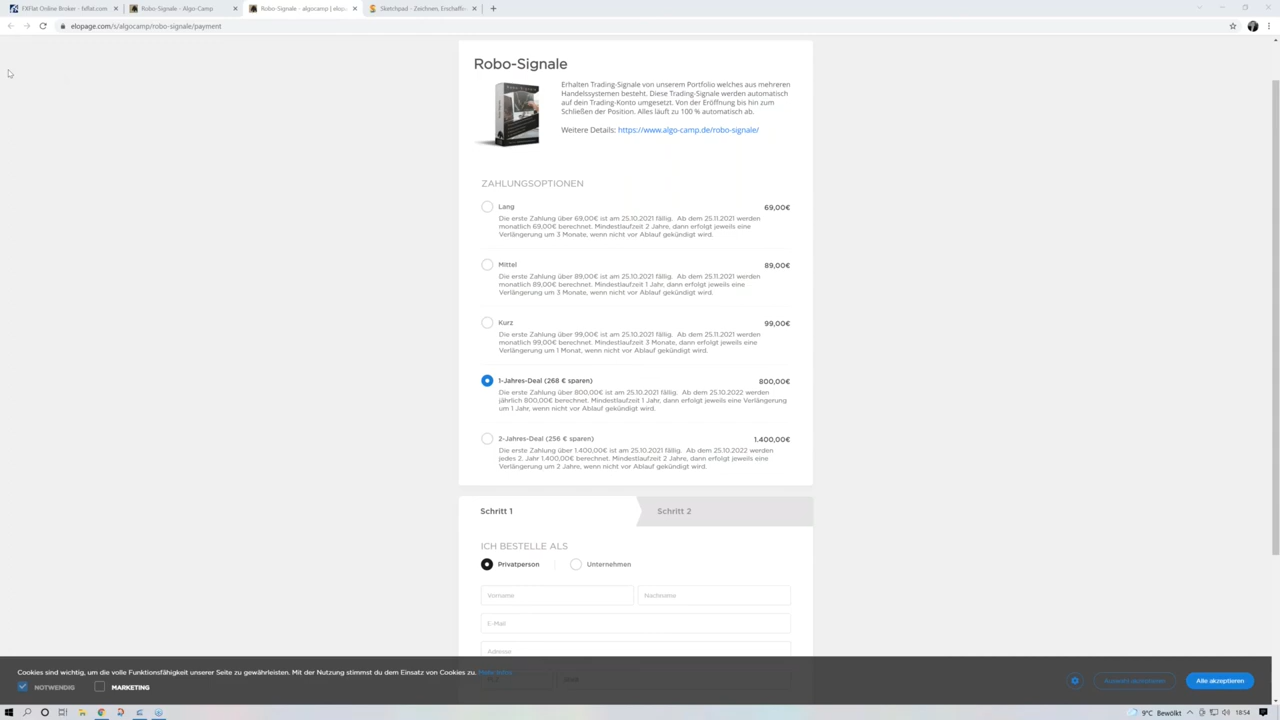 FXFlat Online Broker - fxflat.com
Robo-Signale - Algo-Camp
Robo-Signale - algocamp | elop
Sketchpad - Zeichnen, Erschaffen
elopage.com/s/algocamp/robo-signale/payment
Robo-Signale
Erhalten Trading-Signale von unserem Portfolio welches aus mehreren
Handelssystemen besteht. Diese Trading-Signale werden automatisch
auf dein Trading-Konto umgesetzt. Von der Eröffnung bis hin zum
Schließen der Position. Alles läuft zu 100 % automatisch ab.
Weitere Details: https://www.algo-camp.de/robo-signale/
ZAHLUNGSOPTIONEN
Lang 69,00€
Die erste Zahlung über 69,00€ ist am 25.10.2021 fällig. Ab dem 25.11.2021 werden
monatlich 69,00€ berechnet. Mindestlaufzeit 2 Jahre, dann erfolgt jeweils eine
Verlängerung um 3 Monate, wenn nicht vor Ablauf gekündigt wird.
Mittel 89,00€
Die erste Zahlung über 89,00€ ist am 25.10.2021 fällig. Ab dem 25.11.2021 werden
monatlich 89,00€ berechnet. Mindestlaufzeit 1 Jahr, dann erfolgt jeweils eine
Verlängerung um 3 Monate, wenn nicht vor Ablauf gekündigt wird.
Kurz 99,00€
Die erste Zahlung über 99,00€ ist am 25.10.2021 fällig. Ab dem 25.11.2021 werden
monatlich 99,00€ berechnet. Mindestlaufzeit 3 Monate, dann erfolgt jeweils eine
Verlängerung um 1 Monat, wenn nicht vor Ablauf gekündigt wird.
1-Jahres-Deal (268 € sparen) 800,00€
Die erste Zahlung über 800,00€ ist am 25.10.2021 fällig. Ab dem 25.10.2022 werden
jährlich 800,00€ berechnet. Mindestlaufzeit 1 Jahr, dann erfolgt jeweils eine Verlängerung
um 1 Jahr, wenn nicht vor Ablauf gekündigt wird.
2-Jahres-Deal (256 € sparen) 1.400,00€
Die erste Zahlung über 1.400,00€ ist am 25.10.2021 fällig. Ab dem 25.10.2022 werden
jedes 2. Jahr 1.400,00€ berechnet. Mindestlaufzeit 2 Jahre, dann erfolgt jeweils eine
Verlängerung um 2 Jahre, wenn nicht vor Ablauf gekündigt wird.
Schritt 1 Schritt 2
ICH BESTELLE ALS
Privatperson Unternehmen
Vorname Nachname
E-Mail
Adresse
Cookies sind wichtig, um die volle Funktionsfähigkeit unserer Seite zu gewährleisten. Mit der Nutzung stimmst du dem Einsatz von Cookies zu. Mehr Infos
NOTWENDIG MARKETING
Auswahl akzeptieren Alle akzeptieren
9°C Bewölkt 18:54